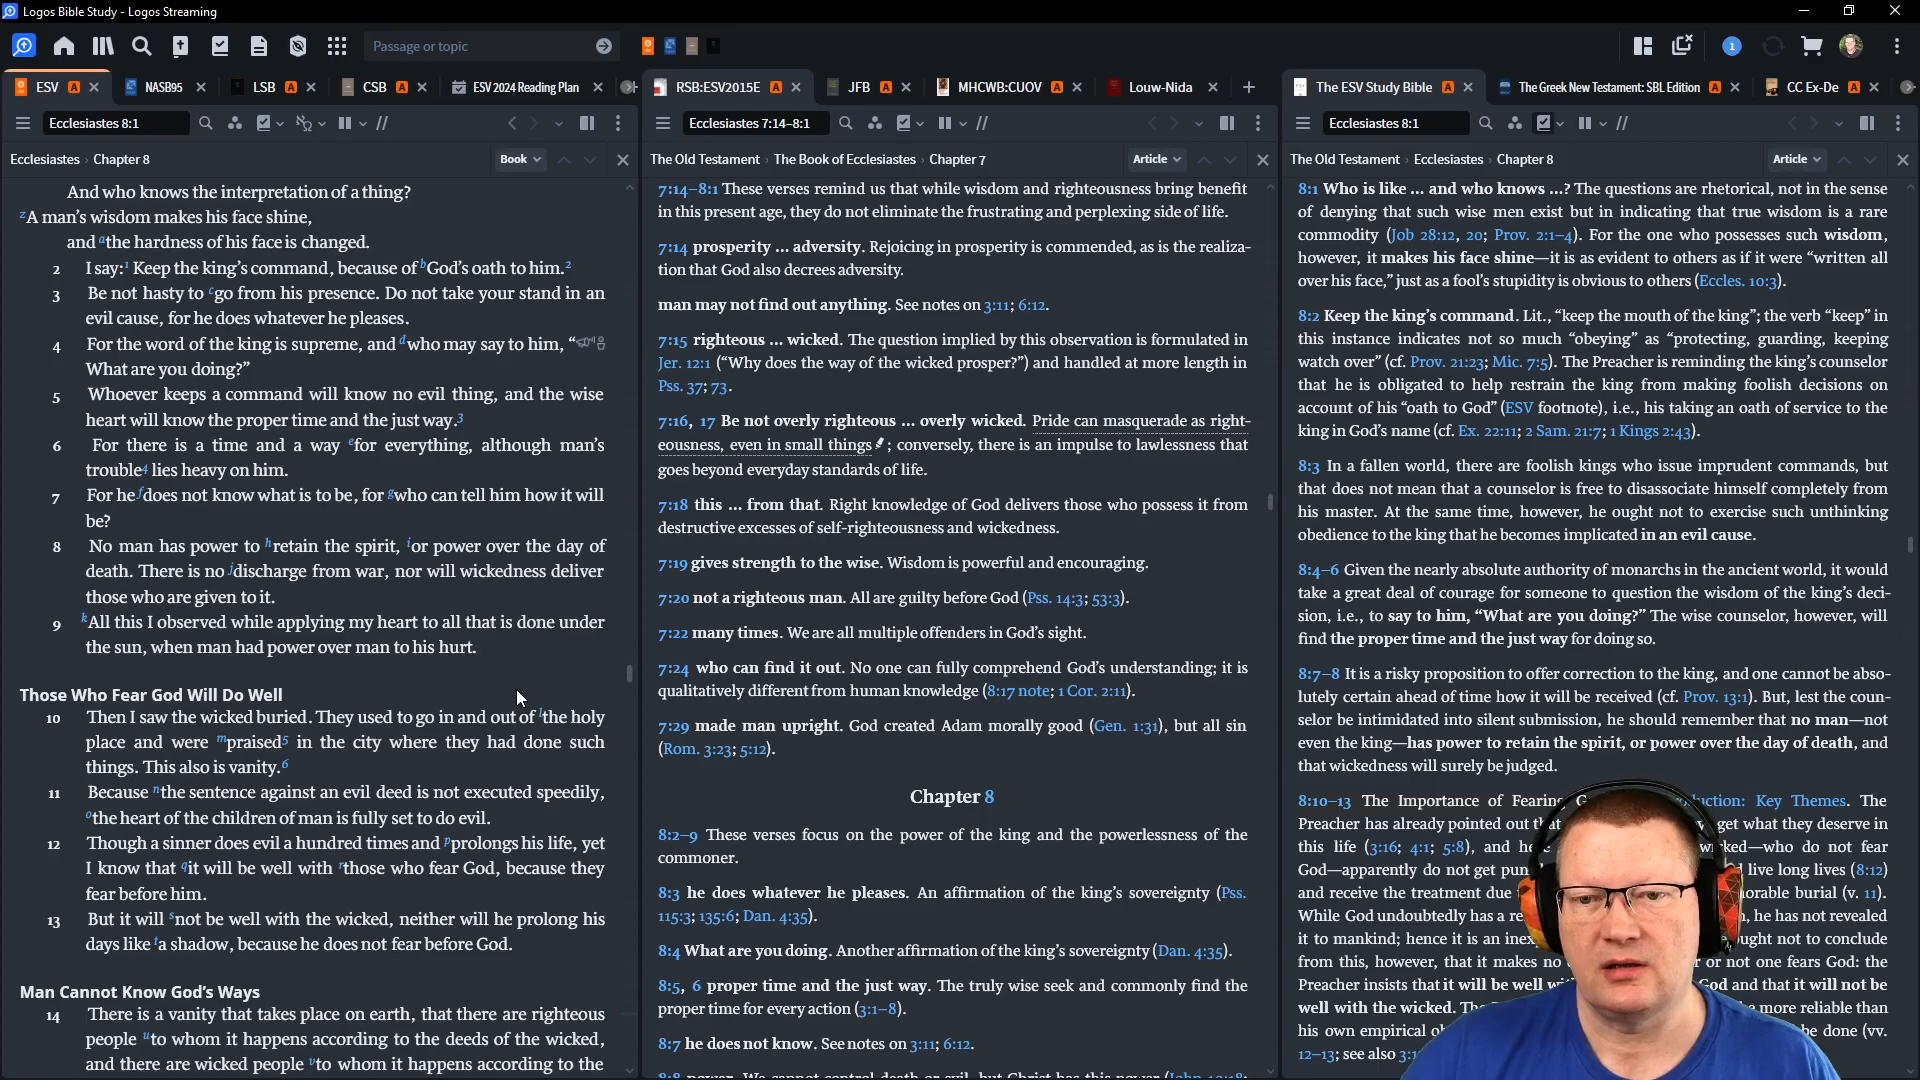 Logos Bible Study - Logos Streaming
Passage or topic
1
ESV A
NASB95
LSB A
CSB A
ESV 2024 Reading Plan
Ecclesiastes 8:1
Ecclesiastes › Chapter 8
Book
And who knows the interpretation of a thing?
zA man's wisdom makes his face shine,
and athe hardness of his face is changed.
2 I say:1 Keep the king's command, because of bGod's oath to him.2
3 Be not hasty to cgo from his presence. Do not take your stand in an
evil cause, for he does whatever he pleases.
4 For the word of the king is supreme, and dwho may say to him, “
What are you doing?”
5 Whoever keeps a command will know no evil thing, and the wise
heart will know the proper time and the just way.3
6 For there is a time and a way efor everything, although man's
trouble4 lies heavy on him.
7 For he fdoes not know what is to be, for gwho can tell him how it will
be?
8 No man has power to hretain the spirit, ior power over the day of
death. There is no jdischarge from war, nor will wickedness deliver
those who are given to it.
9 kAll this I observed while applying my heart to all that is done under
the sun, when man had power over man to his hurt.
Those Who Fear God Will Do Well
10 Then I saw the wicked buried. They used to go in and out of lthe holy
place and were mpraised5 in the city where they had done such
things. This also is vanity.6
11 Because nthe sentence against an evil deed is not executed speedily,
othe heart of the children of man is fully set to do evil.
12 Though a sinner does evil a hundred times and pprolongs his life, yet
I know that qit will be well with rthose who fear God, because they
fear before him.
13 But it will snot be well with the wicked, neither will he prolong his
days like ta shadow, because he does not fear before God.
Man Cannot Know God's Ways
14 There is a vanity that takes place on earth, that there are righteous
people uto whom it happens according to the deeds of the wicked,
and there are wicked people vto whom it happens according to the
RSB:ESV2015E A
JFB A
MHCWB:CUOV A
Louw-Nida
Ecclesiastes 7:14–8:1
The Old Testament › The Book of Ecclesiastes › Chapter 7
Article
7:14–8:1 These verses remind us that while wisdom and righteousness bring benefit
in this present age, they do not eliminate the frustrating and perplexing side of life.
7:14 prosperity ... adversity. Rejoicing in prosperity is commended, as is the realiza-
tion that God also decrees adversity.
man may not find out anything. See notes on 3:11; 6:12.
7:15 righteous ... wicked. The question implied by this observation is formulated in
Jer. 12:1 (“Why does the way of the wicked prosper?”) and handled at more length in
Pss. 37; 73.
7:16, 17 Be not overly righteous ... overly wicked. Pride can masquerade as right-
eousness, even in small things; conversely, there is an impulse to lawlessness that
goes beyond everyday standards of life.
7:18 this ... from that. Right knowledge of God delivers those who possess it from
destructive excesses of self-righteousness and wickedness.
7:19 gives strength to the wise. Wisdom is powerful and encouraging.
7:20 not a righteous man. All are guilty before God (Pss. 14:3; 53:3).
7:22 many times. We are all multiple offenders in God's sight.
7:24 who can find it out. No one can fully comprehend God's understanding; it is
qualitatively different from human knowledge (8:17 note; 1 Cor. 2:11).
7:29 made man upright. God created Adam morally good (Gen. 1:31), but all sin
(Rom. 3:23; 5:12).
Chapter 8
8:2–9 These verses focus on the power of the king and the powerlessness of the
commoner.
8:3 he does whatever he pleases. An affirmation of the king's sovereignty (Pss.
115:3; 135:6; Dan. 4:35).
8:4 What are you doing. Another affirmation of the king's sovereignty (Dan. 4:35).
8:5, 6 proper time and the just way. The truly wise seek and commonly find the
proper time for every action (3:1–8).
8:7 he does not know. See notes on 3:11; 6:12.
8:8 power. We cannot control death or evil, but Christ has this power (John 10:18;
The ESV Study Bible A
The Greek New Testament: SBL Edition A
CC Ex-De A
Ecclesiastes 8:1
The Old Testament › Ecclesiastes › Chapter 8
Article
8:1 Who is like ... and who knows ...? The questions are rhetorical, not in the sense
of denying that such wise men exist but in indicating that true wisdom is a rare
commodity (Job 28:12, 20; Prov. 2:1–4). For the one who possesses such wisdom,
however, it makes his face shine—it is as evident to others as if it were “written all
over his face,” just as a fool's stupidity is obvious to others (Eccles. 10:3).
8:2 Keep the king's command. Lit., “keep the mouth of the king”; the verb “keep” in
this instance indicates not so much “obeying” as “protecting, guarding, keeping
watch over” (cf. Prov. 21:23; Mic. 7:5). The Preacher is reminding the king's counselor
that he is obligated to help restrain the king from making foolish decisions on
account of his “oath to God” (ESV footnote), i.e., his taking an oath of service to the
king in God's name (cf. Ex. 22:11; 2 Sam. 21:7; 1 Kings 2:43).
8:3 In a fallen world, there are foolish kings who issue imprudent commands, but
that does not mean that a counselor is free to disassociate himself completely from
his master. At the same time, however, he ought not to exercise such unthinking
obedience to the king that he becomes implicated in an evil cause.
8:4–6 Given the nearly absolute authority of monarchs in the ancient world, it would
take a great deal of courage for someone to question the wisdom of the king's deci-
sion, i.e., to say to him, “What are you doing?” The wise counselor, however, will
find the proper time and the just way for doing so.
8:7–8 It is a risky proposition to offer correction to the king, and one cannot be abso-
lutely certain ahead of time how it will be received (cf. Prov. 13:1). But, lest the coun-
selor be intimidated into silent submission, he should remember that no man—not
even the king—has power to retain the spirit, or power over the day of death, and
that wickedness will surely be judged.
8:10–13 The Importance of Fearing G uction: Key Themes. The
Preacher has already pointed out that get what they deserve in
this life (3:16; 4:1; 5:8), and he wicked—who do not fear
God—apparently do not get pun live long lives (8:12)
and receive the treatment due orable burial (v. 11).
While God undoubtedly has a re , he has not revealed
it to mankind; hence it is an inex ought not to conclude
from this, however, that it makes no r or not one fears God: the
Preacher insists that it will be well wi God and that it will not be
well with the wicked. Th more reliable than
his own empirical o be done (vv.
12–13; see also 3:1